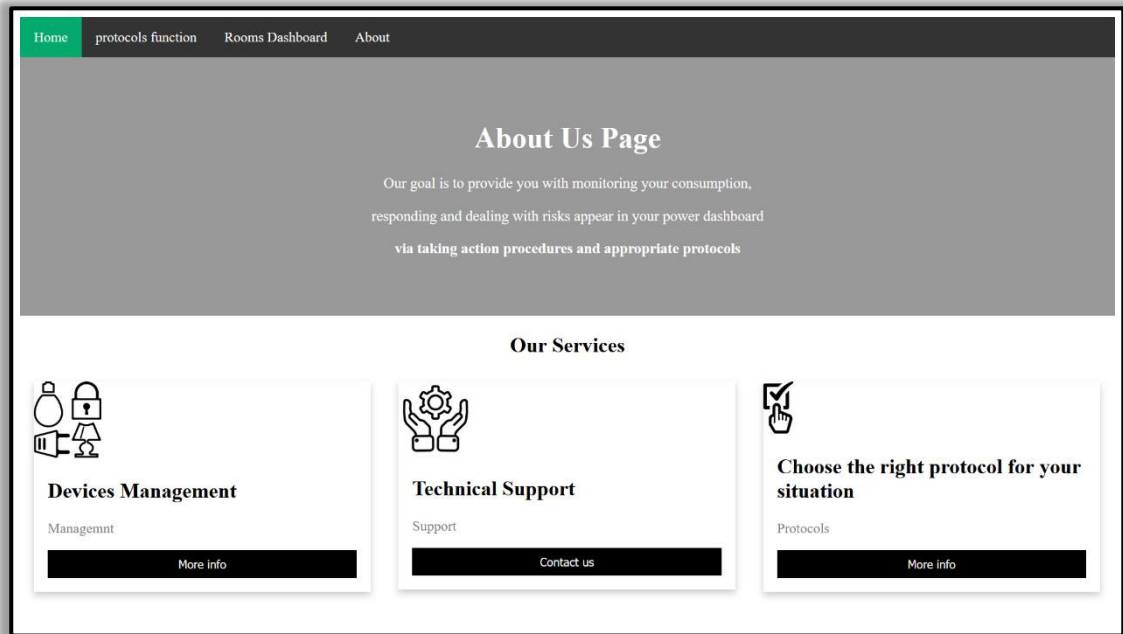 Home protocols function Rooms Dashboard About
About Us Page
Our goal is to provide you with monitoring your consumption,
responding and dealing with risks appear in your power dashboard
via taking action procedures and appropriate protocols
Our Services
Devices Management
Managemnt
More info
Technical Support
Support
Contact us
Choose the right protocol for your
situation
Protocols
More info